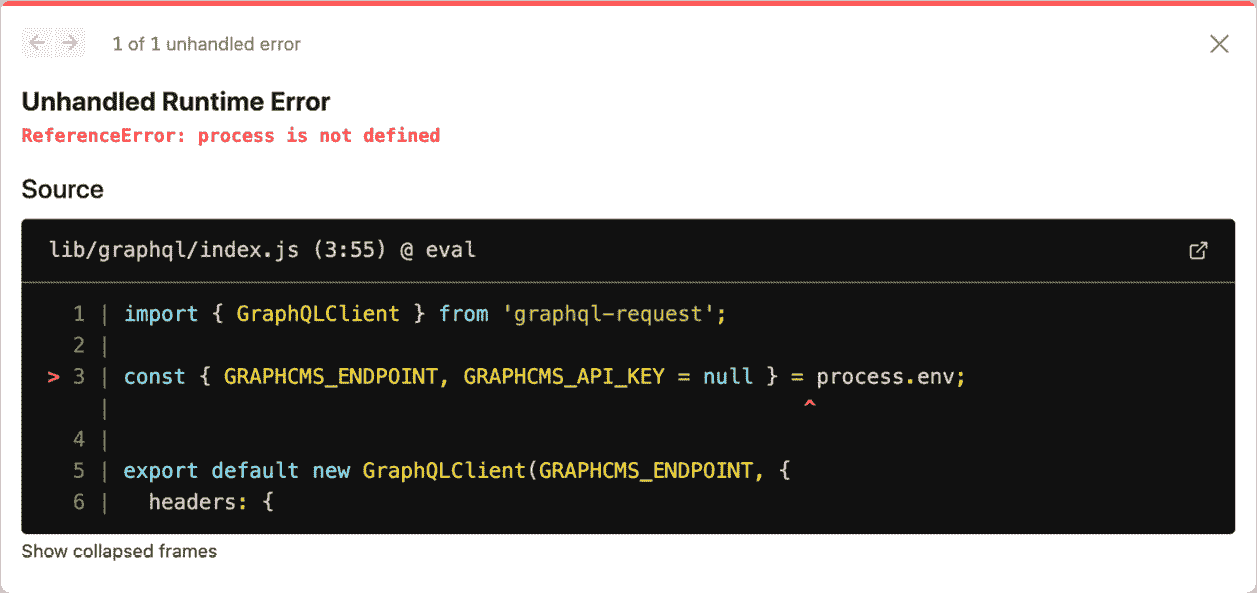 1 of 1 unhandled error
Unhandled Runtime Error
ReferenceError: process is not defined
Source
lib/graphql/index.js (3:55) @ eval
1 | import { GraphQLClient } from 'graphql-request';
2 |
> 3 | const { GRAPHCMS_ENDPOINT, GRAPHCMS_API_KEY = null } = process.env;
| ^
4 |
5 | export default new GraphQLClient(GRAPHCMS_ENDPOINT, {
6 | headers: {
Show collapsed frames